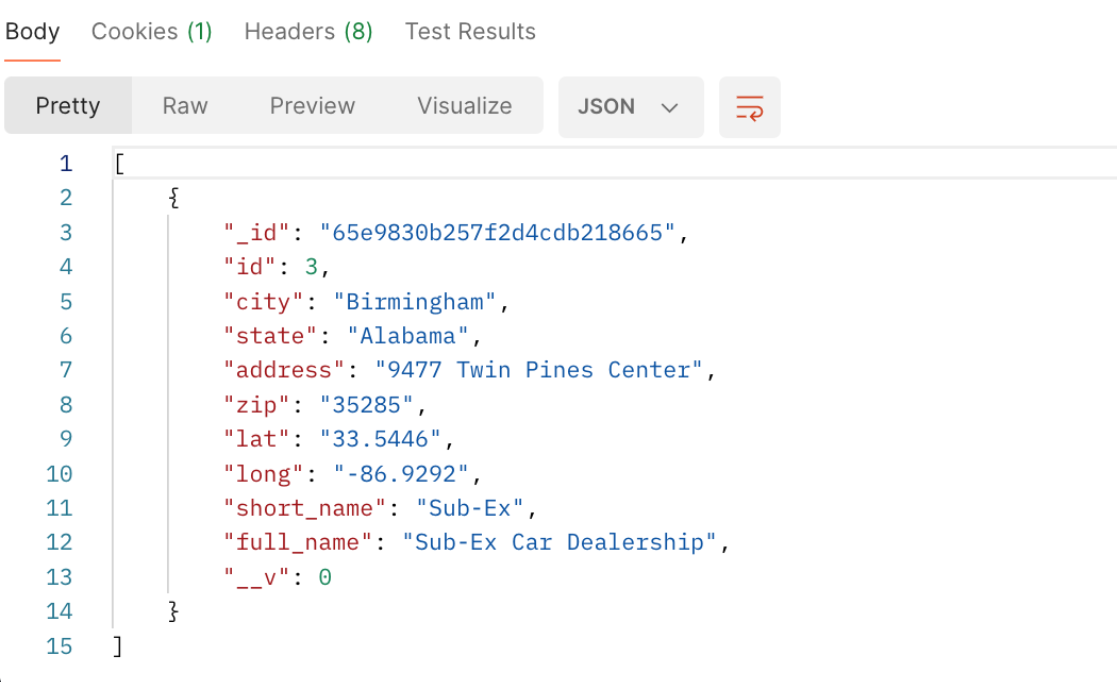 Body Cookies (1) Headers (8) Test Results
Pretty Raw Preview Visualize JSON
1 [
2 {
3 "_id": "65e9830b257f2d4cdb218665",
4 "id": 3,
5 "city": "Birmingham",
6 "state": "Alabama",
7 "address": "9477 Twin Pines Center",
8 "zip": "35285",
9 "lat": "33.5446",
10 "long": "-86.9292",
11 "short_name": "Sub-Ex",
12 "full_name": "Sub-Ex Car Dealership",
13 "__v": 0
14 }
15 ]